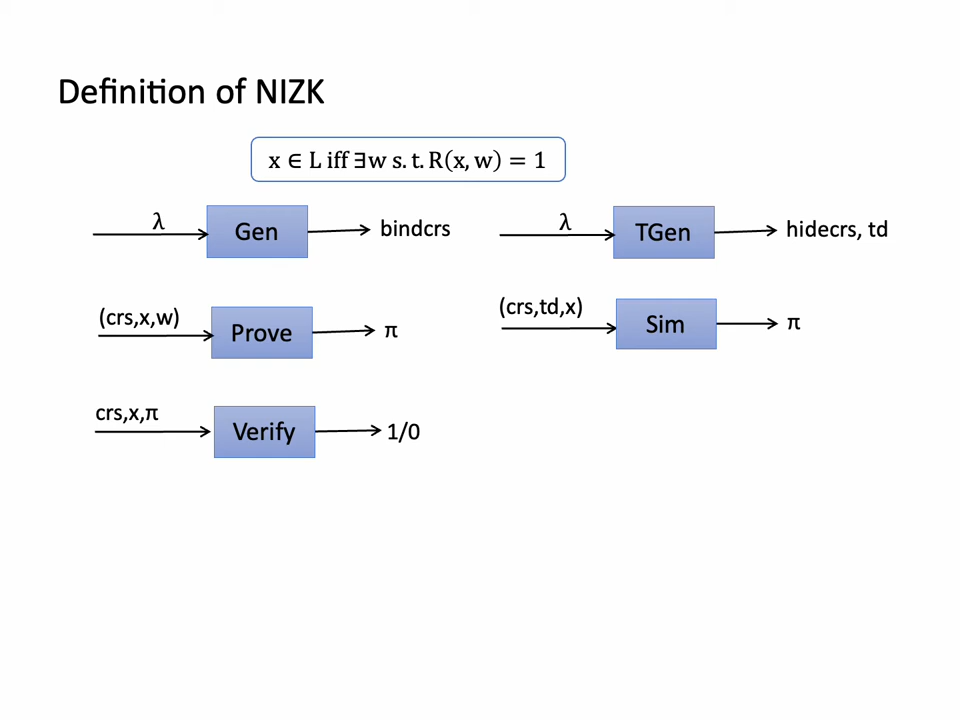 Definition of NIZK
x ∈ L iff ∃w s. t. R(x, w) = 1
λ
Gen
bindcrs
λ
TGen
hidecrs, td
(crs,x,w)
Prove
π
(crs,td,x)
Sim
π
crs,x,π
Verify
1/0